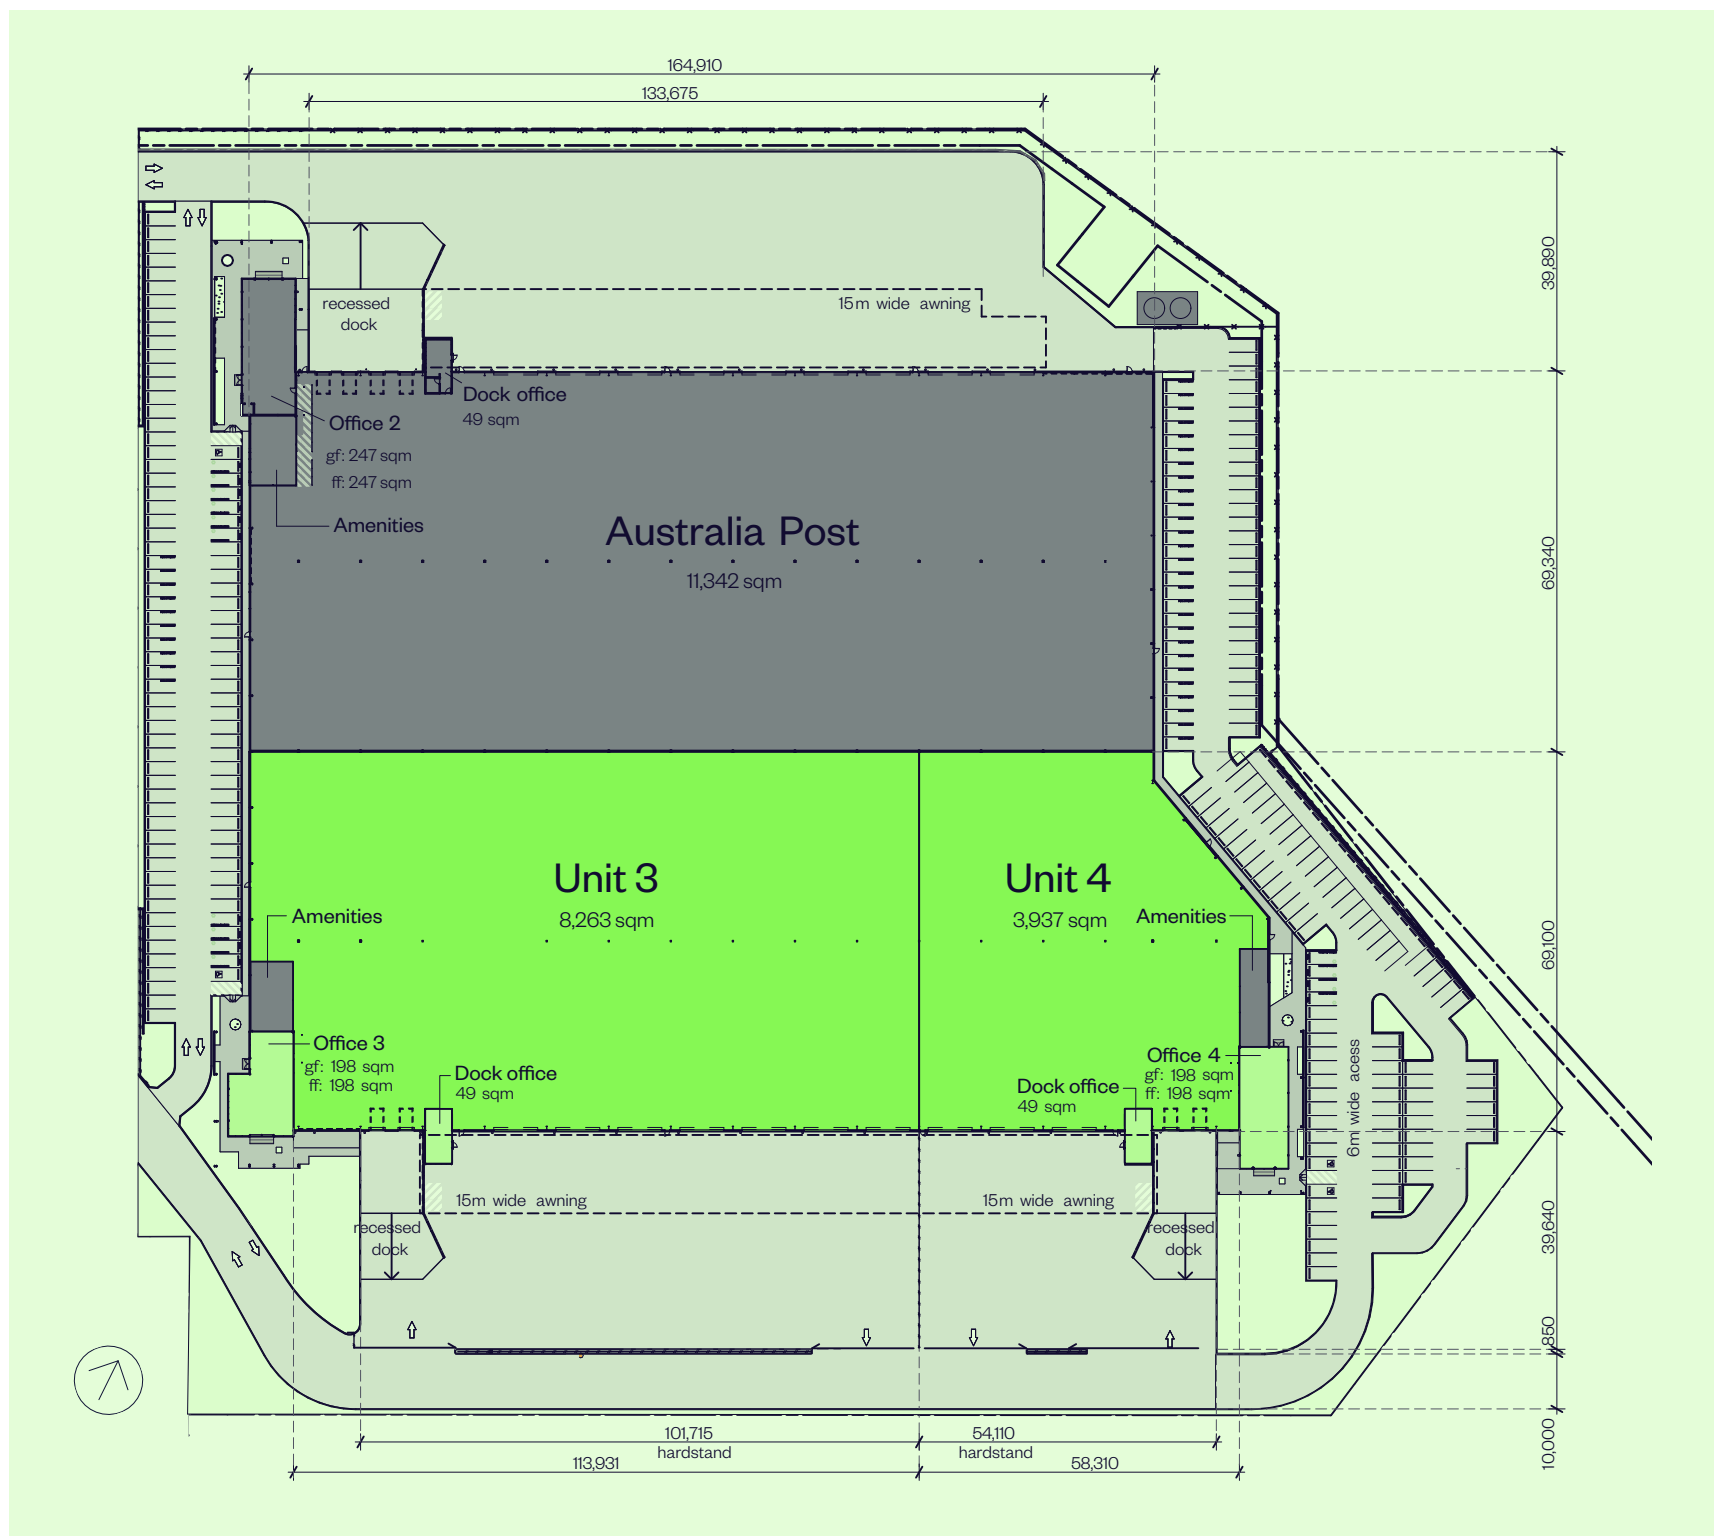 164,910
133,675
39,890
recessed
dock
15m wide awning
Dock office
49 sqm
Office 2
gf: 247 sqm
ff: 247 sqm
Amenities
Australia Post
11,342 sqm
69,340
Unit 3
8,263 sqm
Unit 4
3,937 sqm
Amenities
Amenities
69,100
Office 3
gf: 198 sqm
ff: 198 sqm
Dock office
49 sqm
Office 4
gf: 198 sqm
ff: 198 sqm
Dock office
49 sqm
6m wide acess
15m wide awning
15m wide awning
recessed
dock
recessed
dock
39,640
850
10,000
101,715
hardstand
54,110
hardstand
113,931
58,310